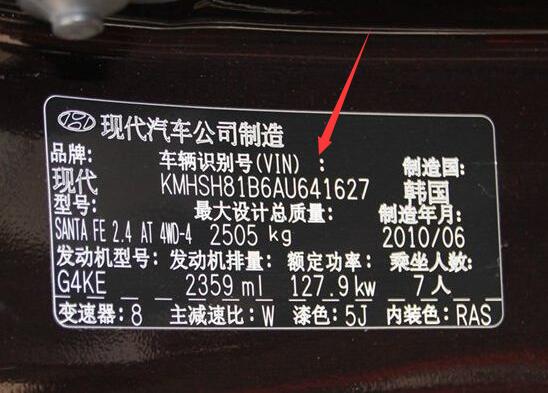 现代汽车公司制造
品牌: 车辆识别号(VIN) : 制造国:
现代 KMHSH81B6AU641627 韩国
型号: 最大设计总质量: 制造年月:
SANTA FE 2.4 AT 4WD-4 2505 kg 2010/06
发动机型号: 发动机排量: 额定功率: 乘坐人数:
G4KE 2359 ml 127.9kw 7人
变速器: 8 主减速比: W 漆色: 5J 内装色: RAS